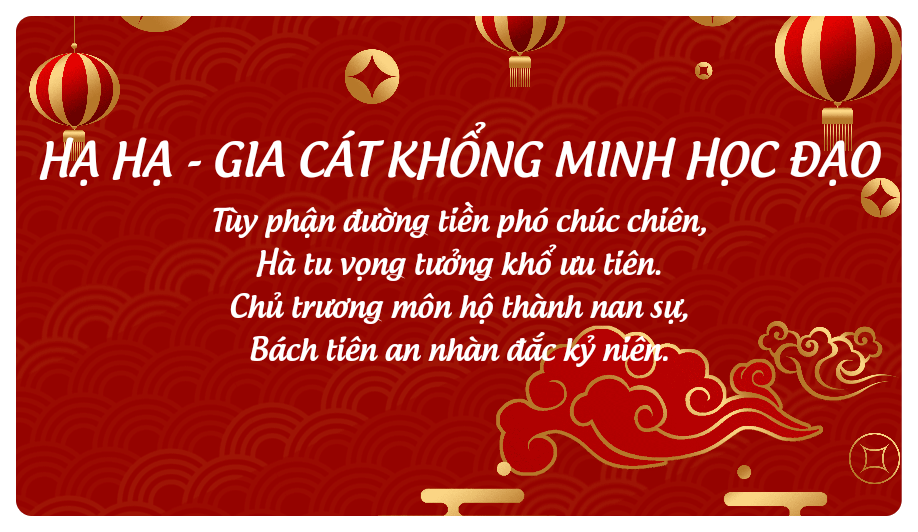 HẠ HẠ - GIA CÁT KHỔNG MINH HỌC ĐẠO
Tùy phận đường tiền phó chúc chiên,
Hà tu vọng tưởng khổ ưu tiên.
Chủ trương môn hộ thành nan sự,
Bách tiên an nhàn đắc kỷ niên.